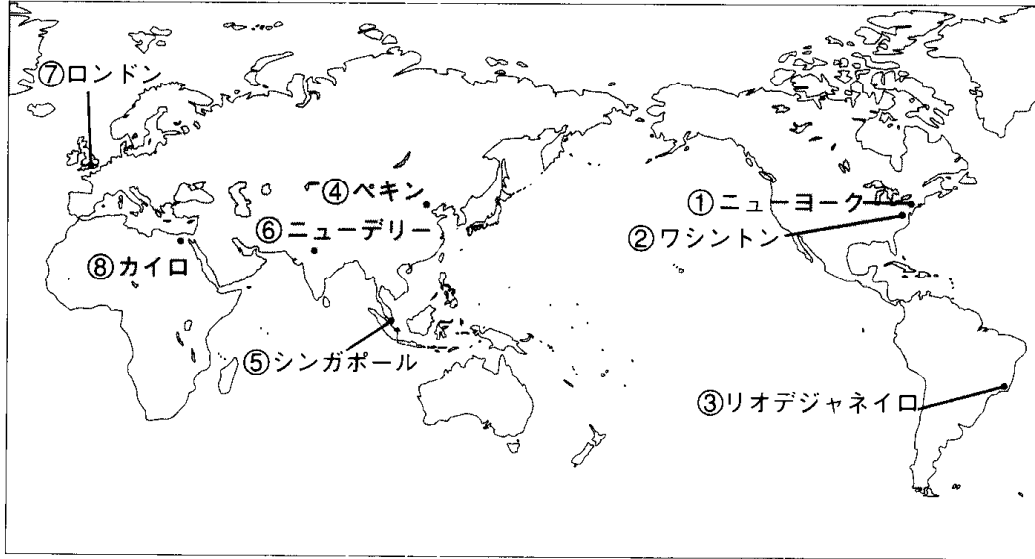 ⑦ロンドン
④ペキン
①ニューヨーク
⑥ニューデリー
②ワシントン
⑧カイロ
⑤シンガポール
③リオデジャネイロ